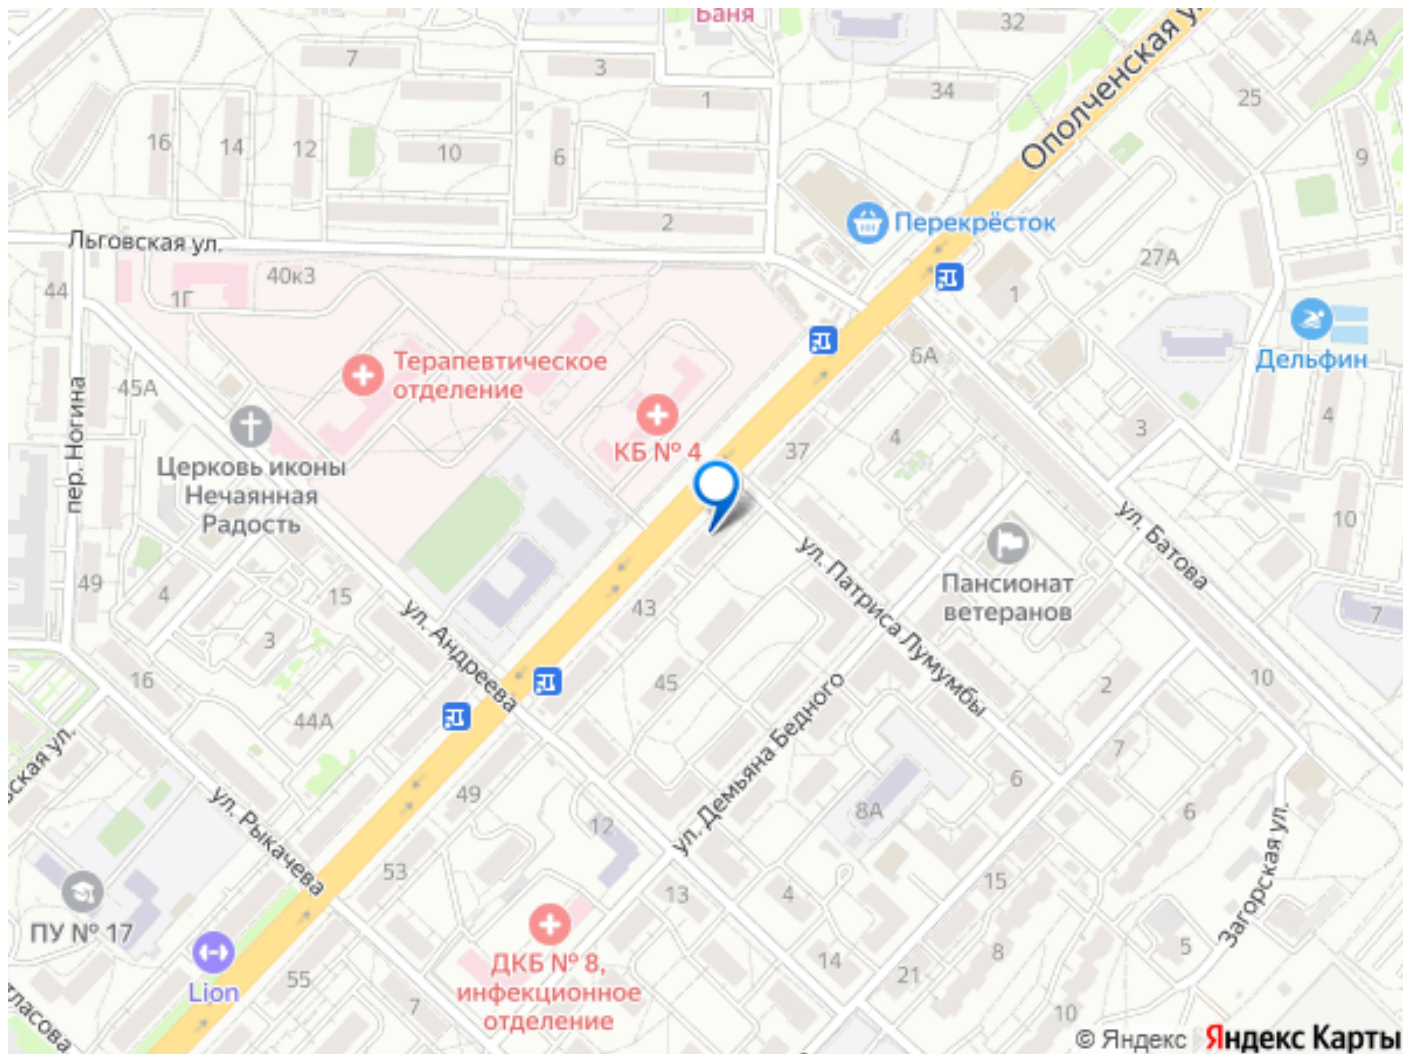 Баня
32
Ополченская у
4А
7
3
1
34
25
16
14
12
10
6
9
2
Перекрёсток
Льговская ул.
27А
44
40к3
1Г
1
Дельфин
6А
Терапевтическое
отделение
45А
пер. Ногина
КБ № 4
37
4
3
4
Церковь иконы
Нечаянная
Радость
10
ул. Батова
ул. Патриса Лумумбы
Пансионат
ветеранов
49
4
15
43
7
3
ул. Андреева
16
45
2
10
44А
ул. Демьяна Бедного
ская ул.
7
6
49
8А
6
12
ул. Рыкачева
Загорская ул.
53
13
4
15
ПУ № 17
5
8
ДКБ № 8,
инфекционное
отделение
14
21
Lion
55
7
10
тласова
© Яндекс Яндекс Карты